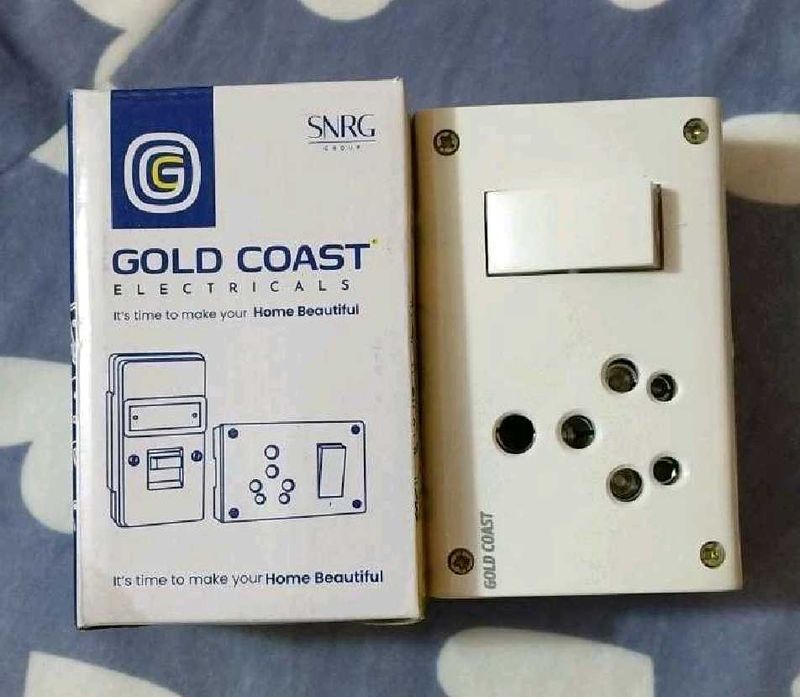 SNRG
GROUP
GOLD COAST
ELECTRICALS
It's time to make your Home Beautiful
It's time to make your Home Beautiful
GOLD COAST